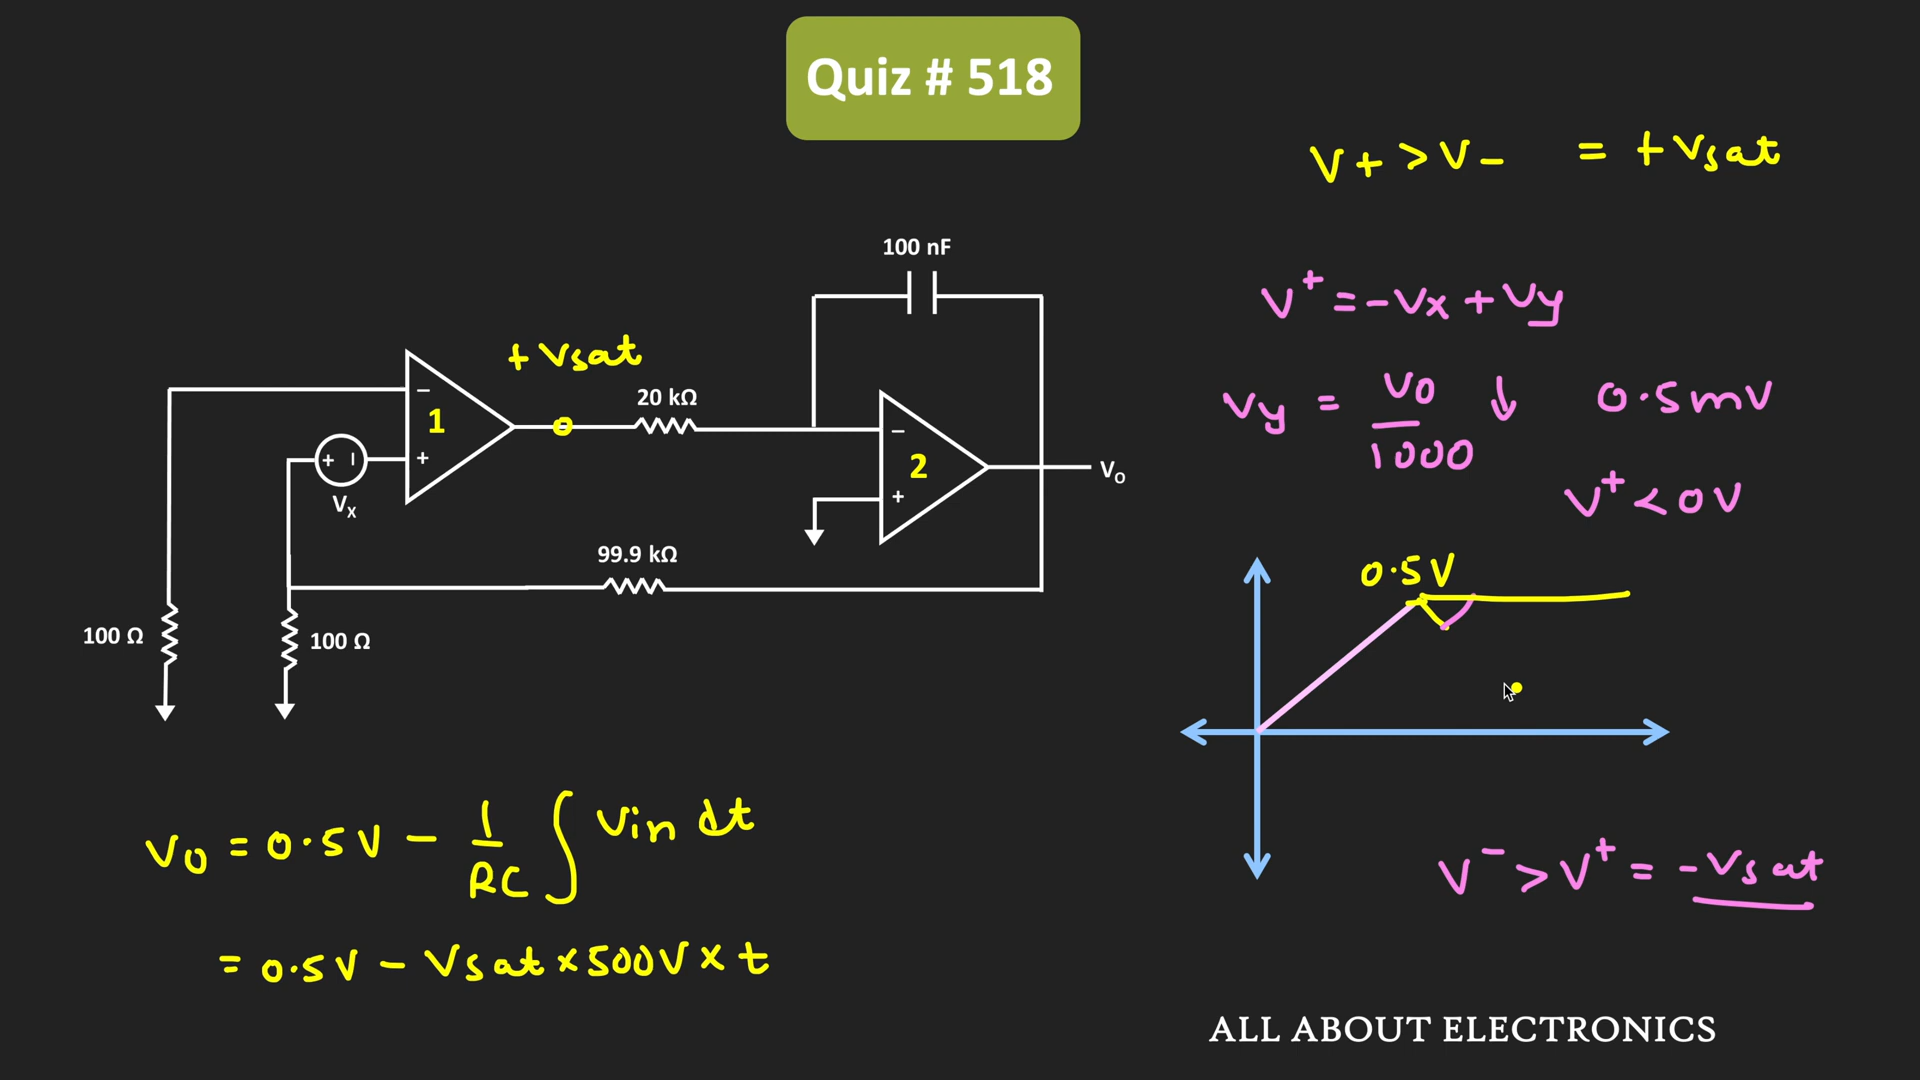 Quiz # 518
V+ > V- = +Vsat
100 nF
V⁺ = -Vx + Vy
+Vsat
20 kΩ
Vy = Vo/1000 ↓ 0.5mV
−
1
+
+
Vₓ
−
2
+
Vₒ
V⁺ < 0V
99.9 kΩ
0.5V
100 Ω
100 Ω
Vo = 0.5V - 1/RC ∫ Vin dt
V⁻ > V⁺ = -Vsat
= 0.5V - Vsat × 500V × t
ALL ABOUT ELECTRONICS